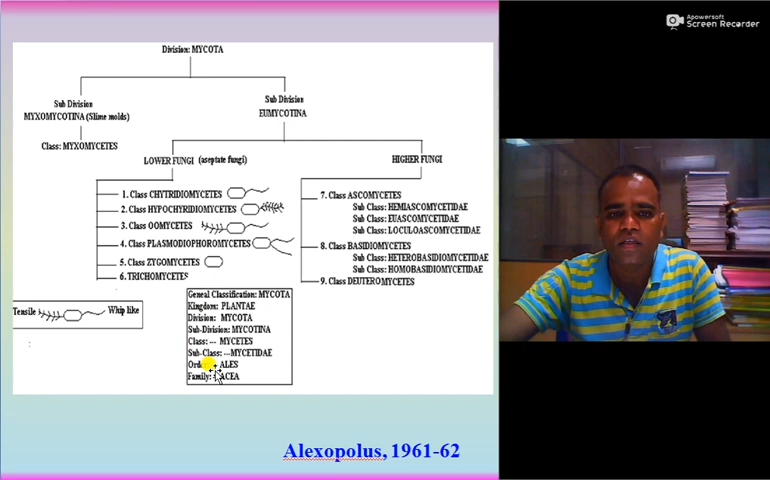 Apowersoft
Screen Recorder
Division: MYCOTA
Sub Division
MYXOMYCOTINA (Slime molds)
Class: MYXOMYCETES
Sub Division
EUMYCOTINA
LOWER FUNGI (aseptate fungi)
1. Class CHYTRIDIOMYCETES
2. Class HYPOCHYRIDIOMYCETES
3. Class OOMYCETES
4. Class PLASMODIOPHOROMYCETES
5. Class ZYGOMYCETES
6. TRICHOMYCETES
HIGHER FUNGI
7. Class ASCOMYCETES
Sub Class: HEMIASCOMYCETIDAE
Sub Class: EUASCOMYCETIDAE
Sub Class: LOCULOASCOMYCETIDAE
8. Class BASIDIOMYCETES
Sub Class: HETEROBASIDIOMYCETIDAE
Sub Class: HOMOBASIDIOMYCETIDAE
9. Class DEUTEROMYCETES
Tensile Whip like
General Classification: MYCOTA
Kingdom: PLANTAE
Division: MYCOTA
Sub-Division: MYCOTINA
Class: --- MYCETES
Sub-Class: ---MYCETIDAE
ALES
Family: ACEA
Alexopolus, 1961-62